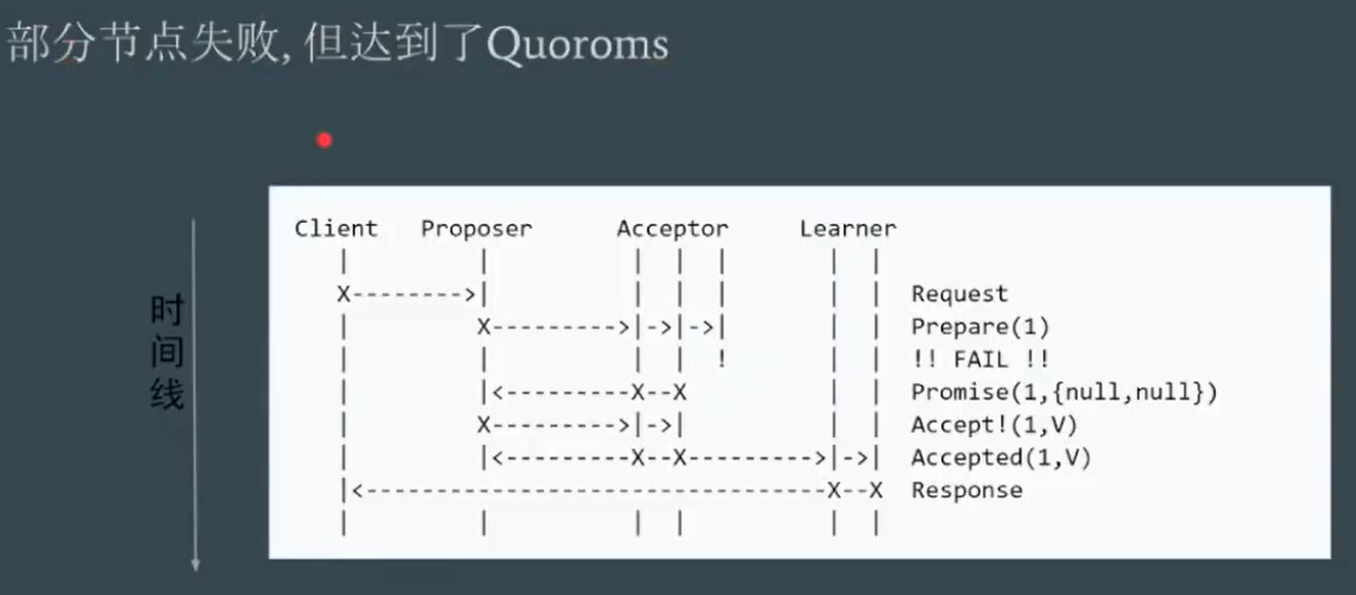 部分节点失败, 但达到了Quoroms
时间线
Client Proposer Acceptor Learner
| | | | | | |
X-------->| | | | | | Request
| X--------->|->|->| | | Prepare(1)
| | | | ! | | !! FAIL !!
| |<---------X--X | | Promise(1,{null,null})
| X--------->|->| | | Accept!(1,V)
| |<---------X--X--------->|->| Accepted(1,V)
|<---------------------------------X--X Response
| | | | | |